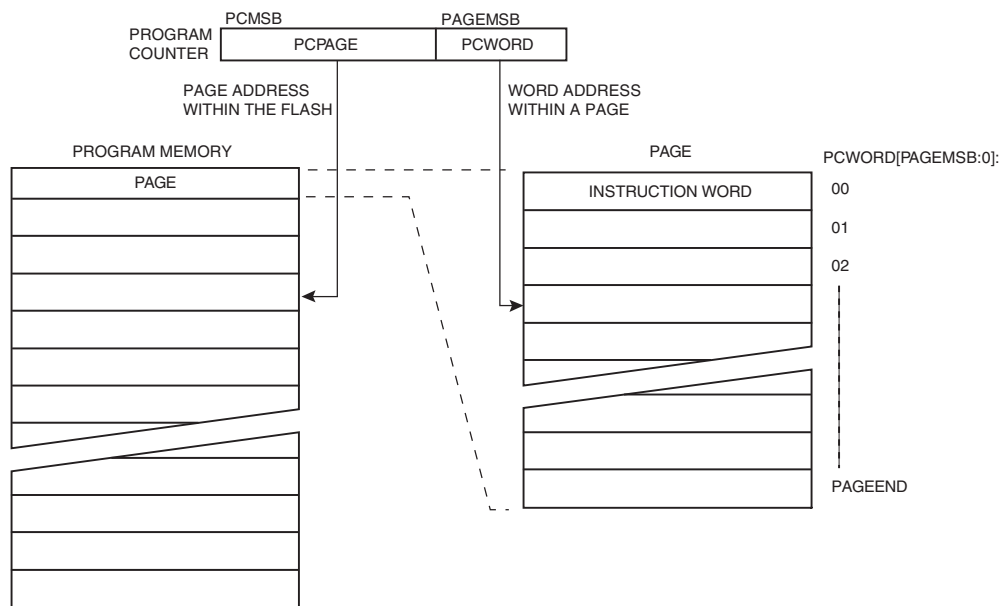 PCMSB
PAGEMSB
PROGRAM
COUNTER
PCPAGE
PCWORD
PAGE ADDRESS
WITHIN THE FLASH
WORD ADDRESS
WITHIN A PAGE
PROGRAM MEMORY
PAGE
PAGE
INSTRUCTION WORD
PCWORD[PAGEMSB:0]:
00
01
02
PAGEEND